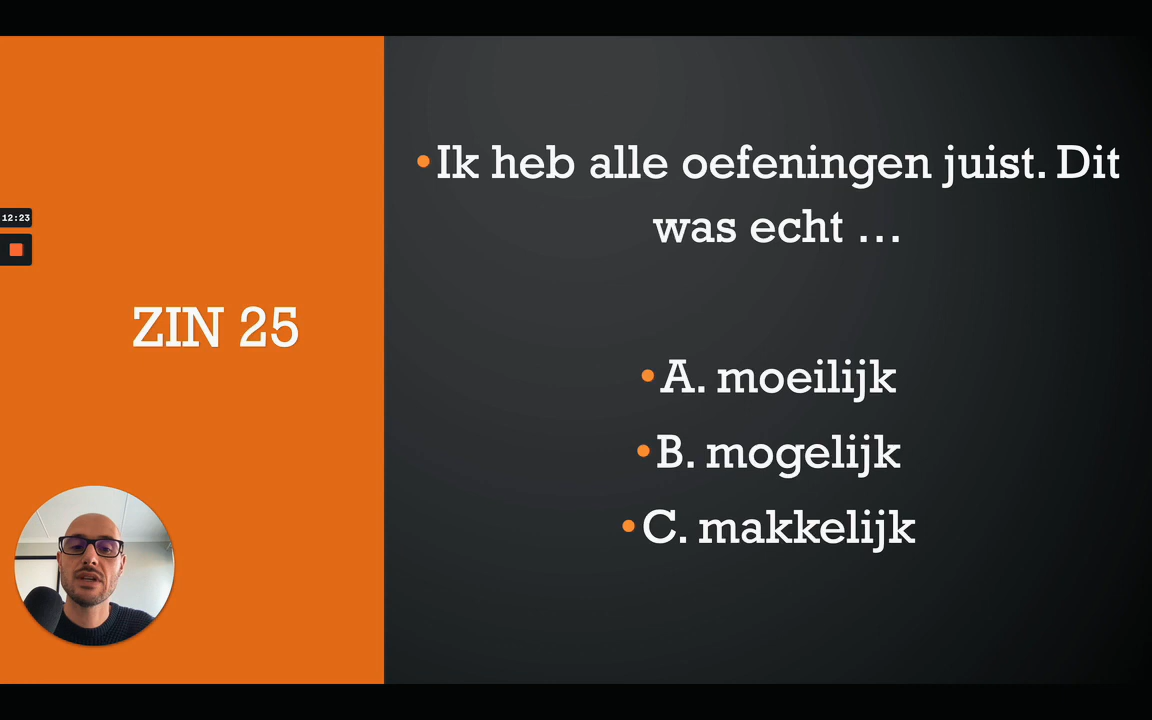 12:23
ZIN 25
•Ik heb alle oefeningen juist. Dit
was echt …
•A. moeilijk
•B. mogelijk
•C. makkelijk